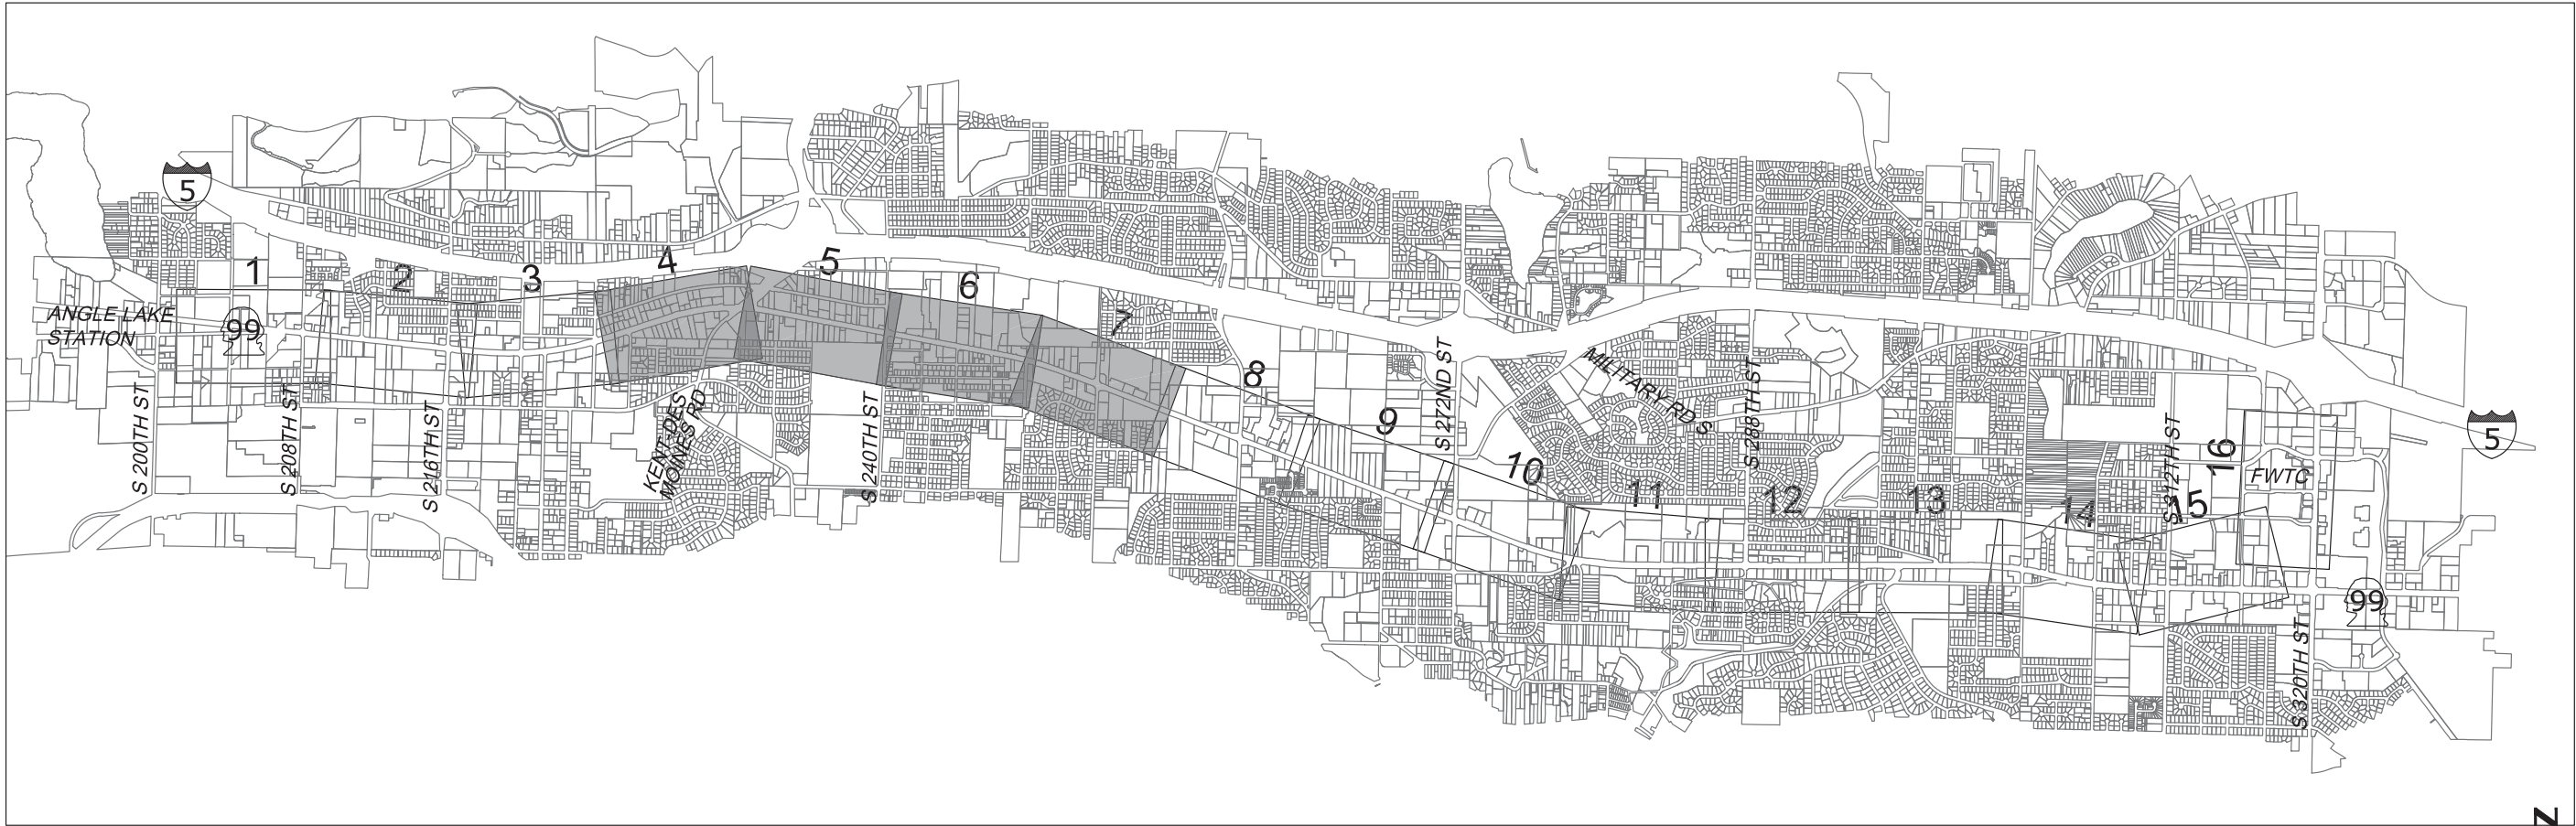 5
1
2
3
4
5
6
7
8
9
10
11
12
13
14
15
16
ANGLE LAKE
STATION
99
S 200TH ST
S 208TH ST
S 216TH ST
KENT-DES
MOINES RD
S 240TH ST
S 272ND ST
MILITARY RD S
S 288TH ST
S 312TH ST
FWTC
S 320TH ST
99
5
N